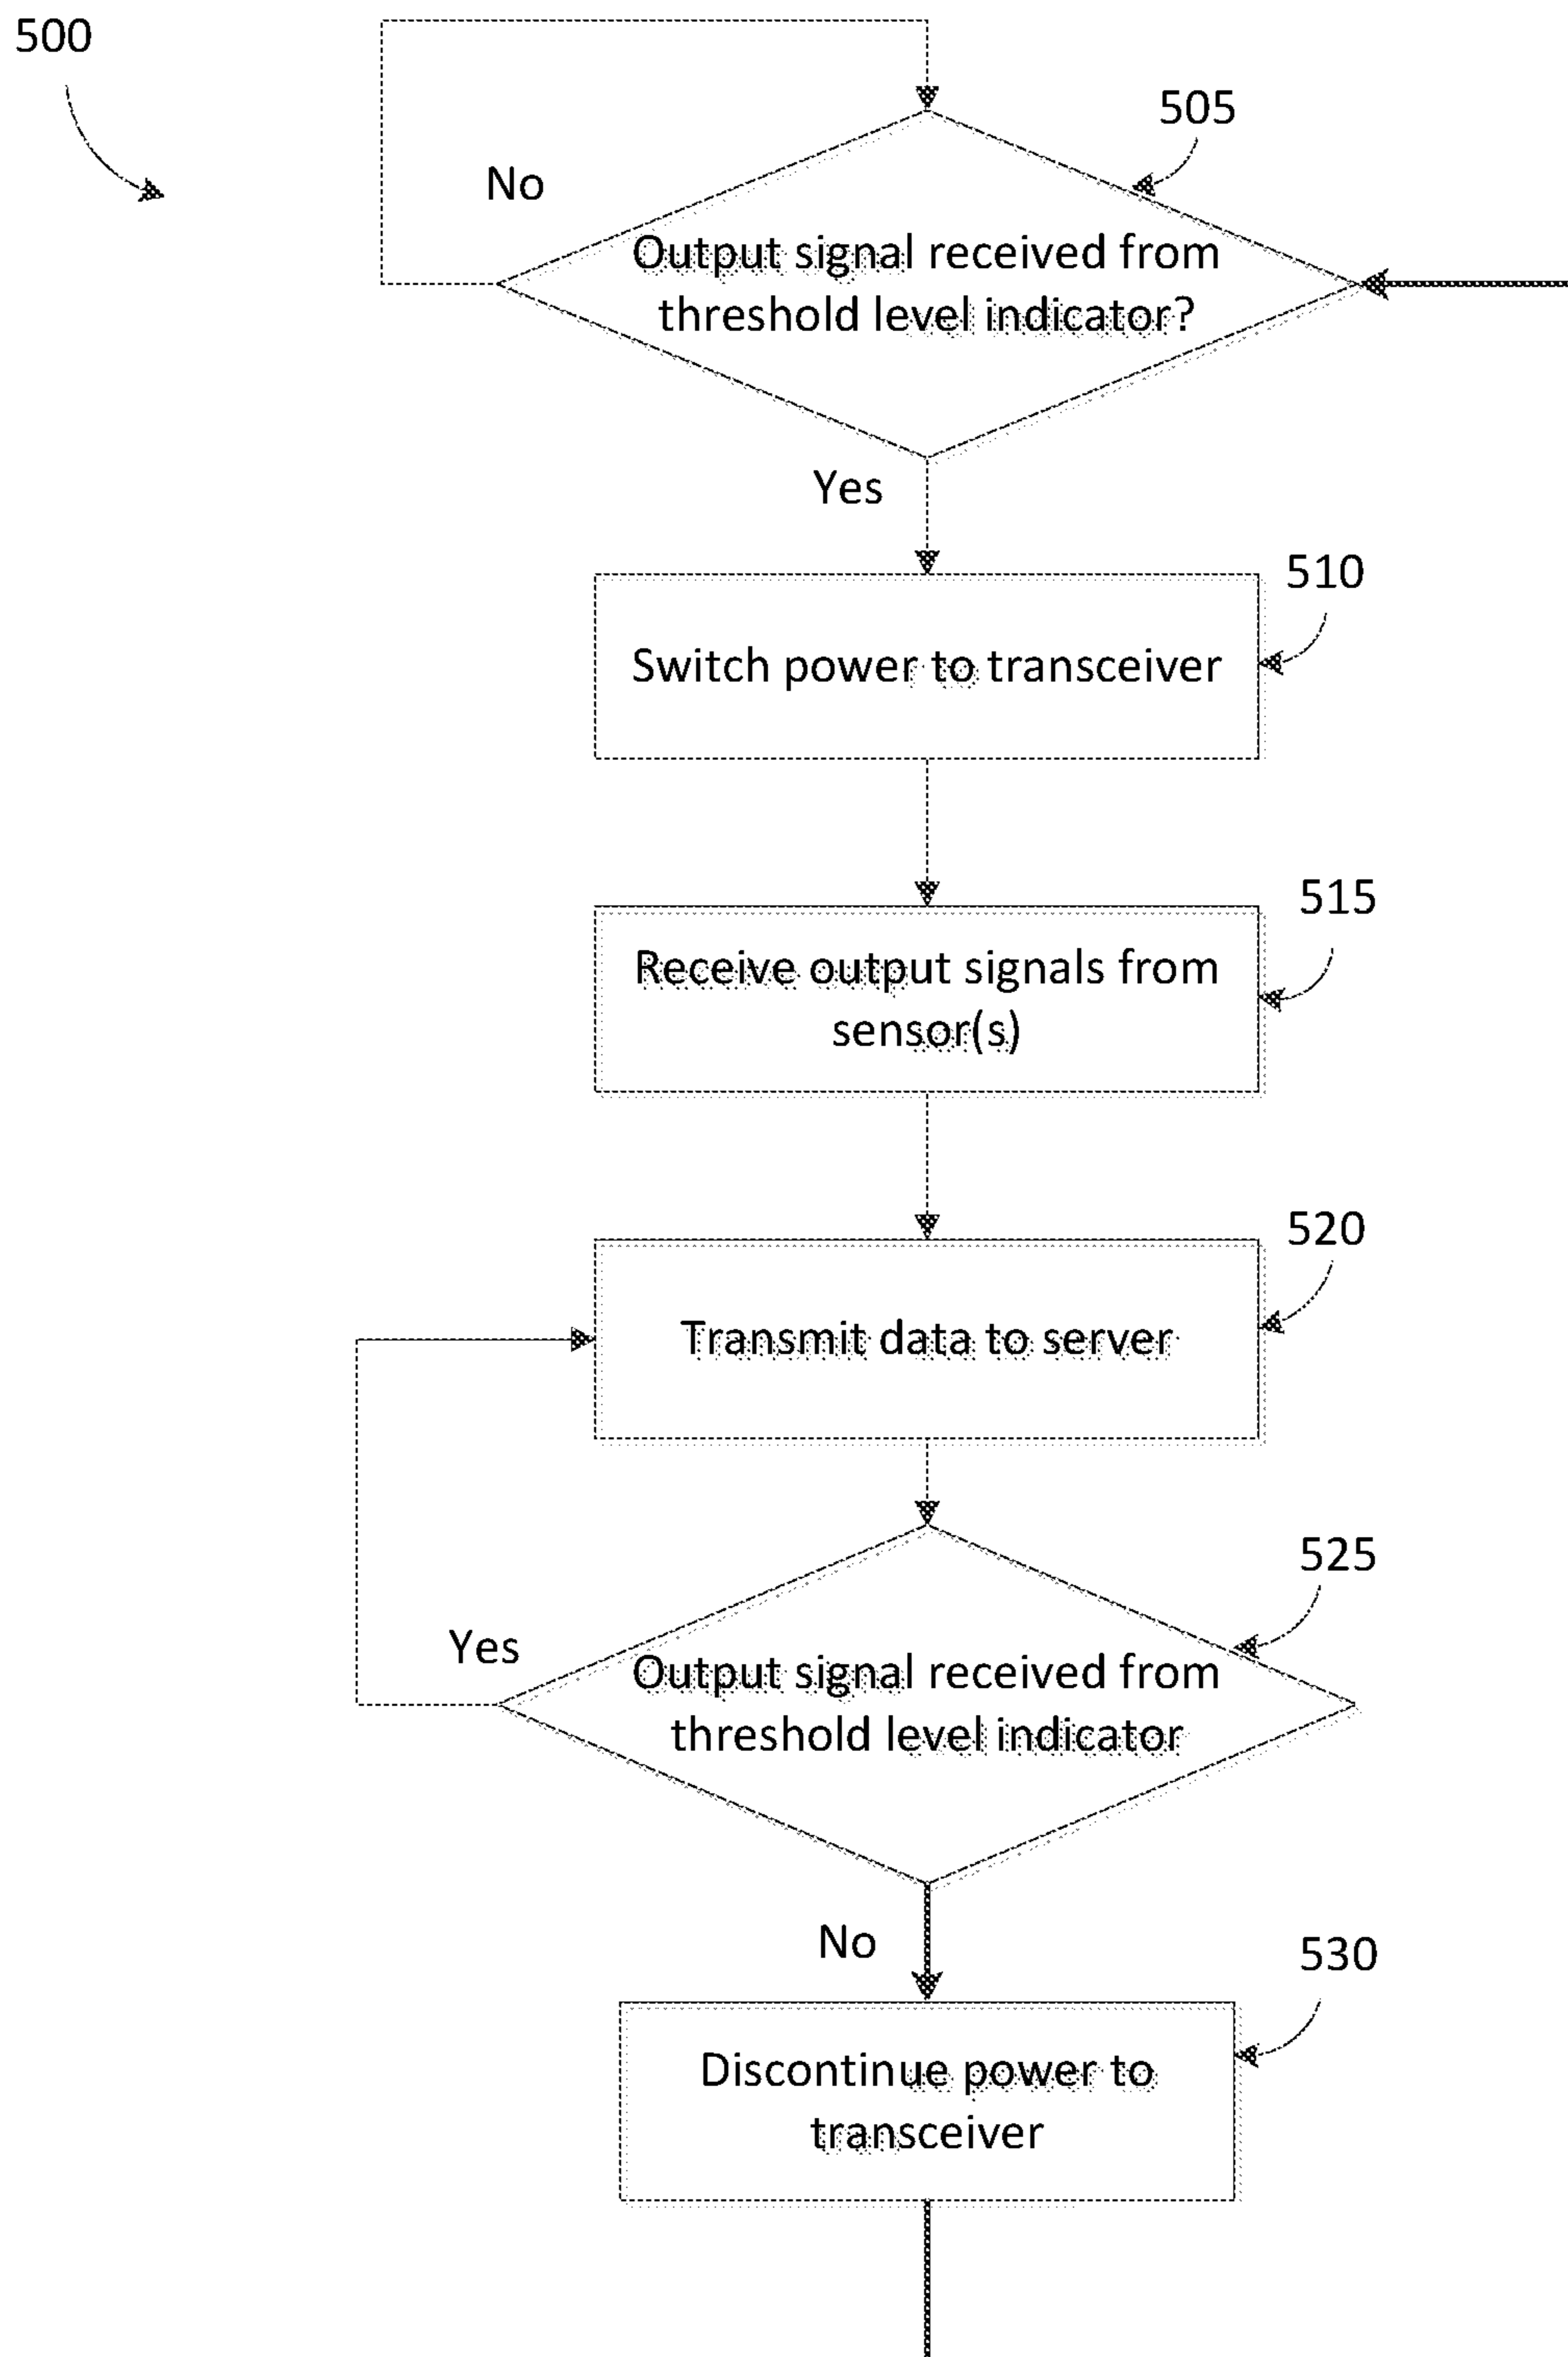 500
505
No
Output signal received from
threshold level indicator?
Yes
510
Switch power to transceiver
515
Receive output signals from
sensor(s)
520
Transmit data to server
525
Yes
Output signal received from
threshold level indicator
No
530
Discontinue power to
transceiver